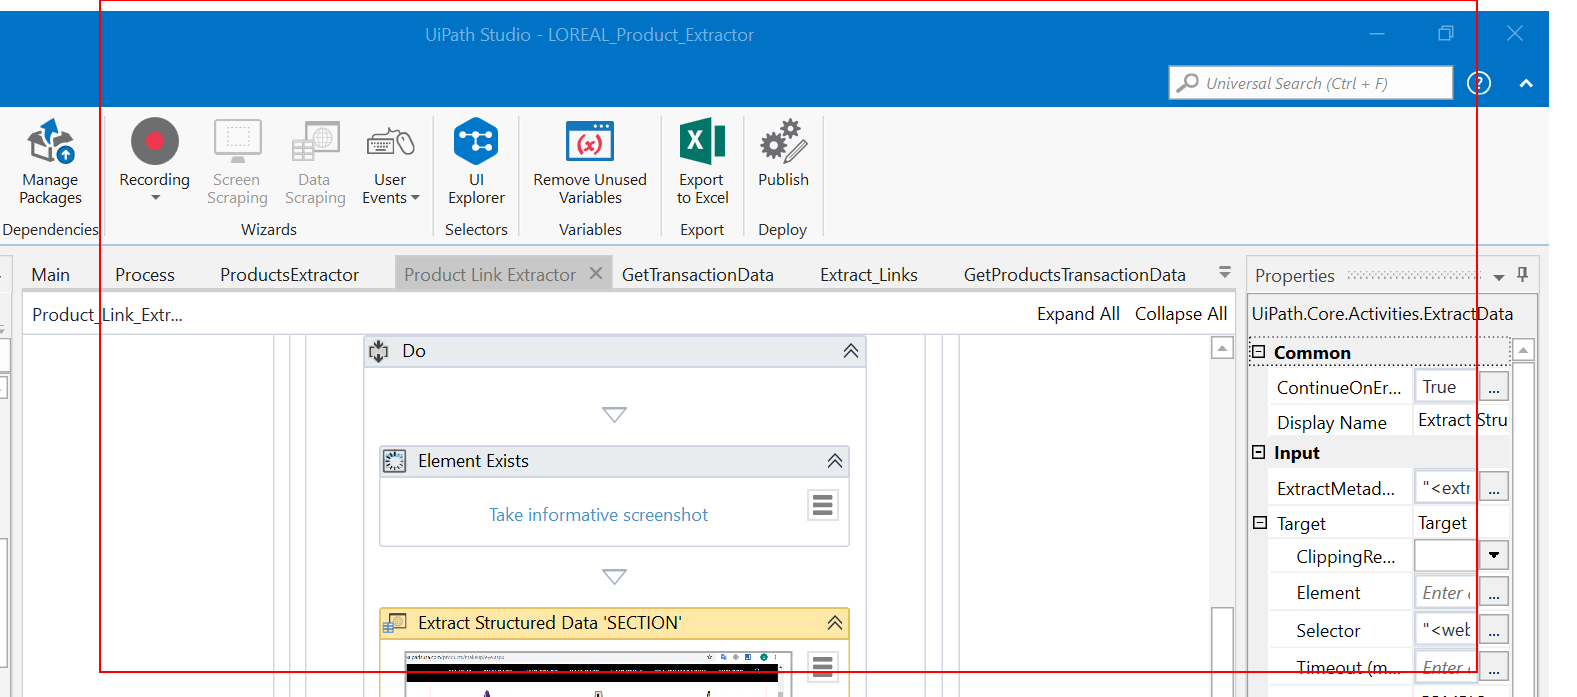 UiPath Studio - LOREAL_Product_Extractor
Universal Search (Ctrl + F)
?
Manage Packages
Recording
Screen Scraping
Data Scraping
User Events
UI Explorer
Remove Unused Variables
Export to Excel
Publish
Dependencies
Wizards
Selectors
Variables
Export
Deploy
Main
Process
ProductsExtractor
Product Link Extractor
GetTransactionData
Extract_Links
GetProductsTransactionData
Properties
Product_Link_Extr...
Expand All
Collapse All
UiPath.Core.Activities.ExtractData
Do
Common
ContinueOnEr... True ...
Display Name Extract Stru
Input
Element Exists
ExtractMetad... "<extr ...
Take informative screenshot
Target Target
ClippingRe...
Element Enter ...
Extract Structured Data 'SECTION'
Selector "<web ...
Timeout (m... Enter ...